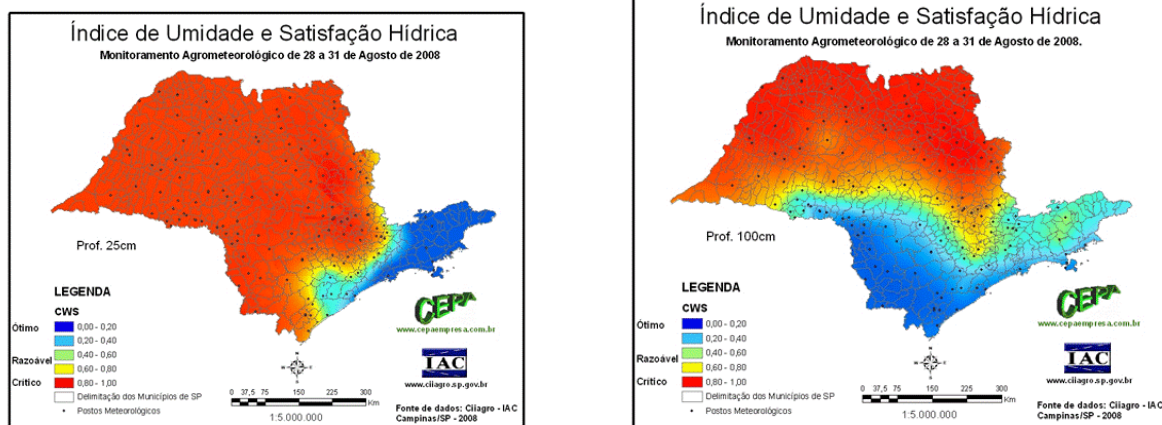 Índice de Umidade e Satisfação Hídrica
Monitoramento Agrometeorológico de 28 a 31 de Agosto de 2008
Prof. 25cm
LEGENDA
CWS
Ótimo 0,00 - 0,20
0,20 - 0,40
Razoável 0,40 - 0,60
0,60 - 0,80
Crítico 0,80 - 1,00
Delimitação dos Municípios de SP
Postos Meteorológicos
CEPA
www.cepaempresa.com.br
IAC
www.ciiagro.sp.gov.br
0 37,5 75 150 225 300
Km
1:5.000.000
Fonte de dados: Ciiagro - IAC
Campinas/SP - 2008
Índice de Umidade e Satisfação Hídrica
Monitoramento Agrometeorológico de 28 a 31 de Agosto de 2008.
Prof. 100cm
LEGENDA
CWS
Ótimo 0,00 - 0,20
0,20 - 0,40
Razoável 0,40 - 0,60
0,60 - 0,80
Crítico 0,80 - 1,00
Delimitação dos Municípios de SP
Postos Meteorológicos
CEPA
www.cepaempresa.com.br
IAC
www.ciiagro.sp.gov.br
0 37,5 75 150 225 300
Km
1:5.000.000
Fonte de dados: Ciiagro - IAC
Campinas/SP - 2008